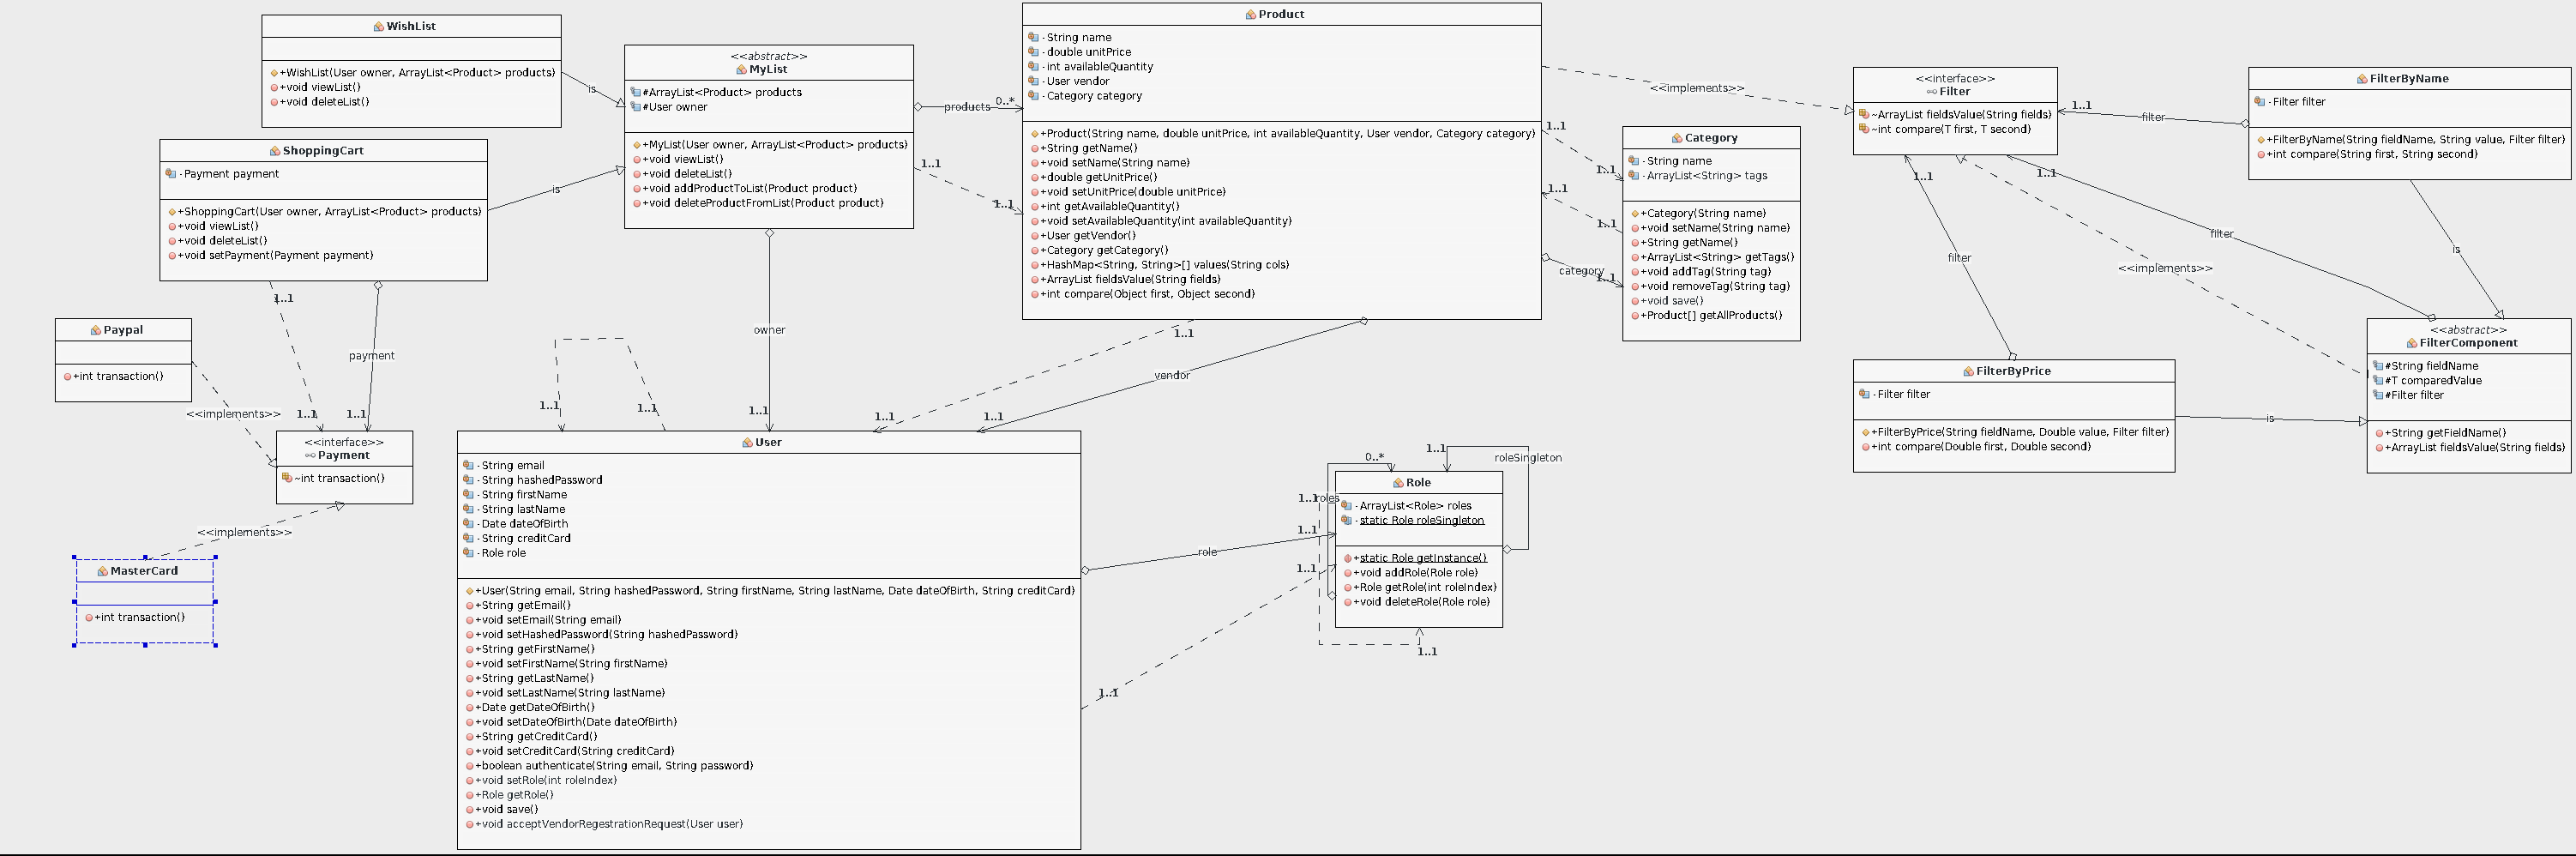 WishList
+WishList(User owner, ArrayList<Product> products)
+void viewList()
+void deleteList()
is
ShoppingCart
- Payment payment
+ShoppingCart(User owner, ArrayList<Product> products)
+void viewList()
+void deleteList()
+void setPayment(Payment payment)
is
1..1
payment
1..1
1..1
Paypal
+int transaction()
<<implements>>
<<interface>>
Payment
~int transaction()
<<implements>>
MasterCard
+int transaction()
<<abstract>>
MyList
#ArrayList<Product> products
#User owner
+MyList(User owner, ArrayList<Product> products)
+void viewList()
+void deleteList()
+void addProductToList(Product product)
+void deleteProductFromList(Product product)
products
0..*
1..1
1..1
owner
1..1
Product
- String name
- double unitPrice
- int availableQuantity
- User vendor
- Category category
+Product(String name, double unitPrice, int availableQuantity, User vendor, Category category)
+String getName()
+void setName(String name)
+double getUnitPrice()
+void setUnitPrice(double unitPrice)
+int getAvailableQuantity()
+void setAvailableQuantity(int availableQuantity)
+User getVendor()
+Category getCategory()
+HashMap<String, String>[] values(String cols)
+ArrayList fieldsValue(String fields)
+int compare(Object first, Object second)
<<implements>>
1..1
1..1
1..1
1..1
category
1..1
1..1
vendor
1..1
1..1
Category
- String name
- ArrayList<String> tags
+Category(String name)
+void setName(String name)
+String getName()
+ArrayList<String> getTags()
+void addTag(String tag)
+void removeTag(String tag)
+void save()
+Product[] getAllProducts()
1..1
1..1
User
- String email
- String hashedPassword
- String firstName
- String lastName
- Date dateOfBirth
- String creditCard
- Role role
+User(String email, String hashedPassword, String firstName, String lastName, Date dateOfBirth, String creditCard)
+String getEmail()
+void setEmail(String email)
+void setHashedPassword(String hashedPassword)
+String getFirstName()
+void setFirstName(String firstName)
+String getLastName()
+void setLastName(String lastName)
+Date getDateOfBirth()
+void setDateOfBirth(Date dateOfBirth)
+String getCreditCard()
+void setCreditCard(String creditCard)
+boolean authenticate(String email, String password)
+void setRole(int roleIndex)
+Role getRole()
+void save()
+void acceptVendorRegestrationRequest(User user)
role
1..1
1..1
1..1
0..*
1..1
roleSingleton
1..1
roles
Role
- ArrayList<Role> roles
- static Role roleSingleton
+static Role getInstance()
+void addRole(Role role)
+Role getRole(int roleIndex)
+void deleteRole(Role role)
1..1
<<interface>>
Filter
~ArrayList fieldsValue(String fields)
~int compare(T first, T second)
1..1
filter
1..1
1..1
filter
filter
<<implements>>
FilterByName
- Filter filter
+FilterByName(String fieldName, String value, Filter filter)
+int compare(String first, String second)
is
<<abstract>>
FilterComponent
#String fieldName
#T comparedValue
#Filter filter
+String getFieldName()
+ArrayList fieldsValue(String fields)
FilterByPrice
- Filter filter
+FilterByPrice(String fieldName, Double value, Filter filter)
+int compare(Double first, Double second)
is